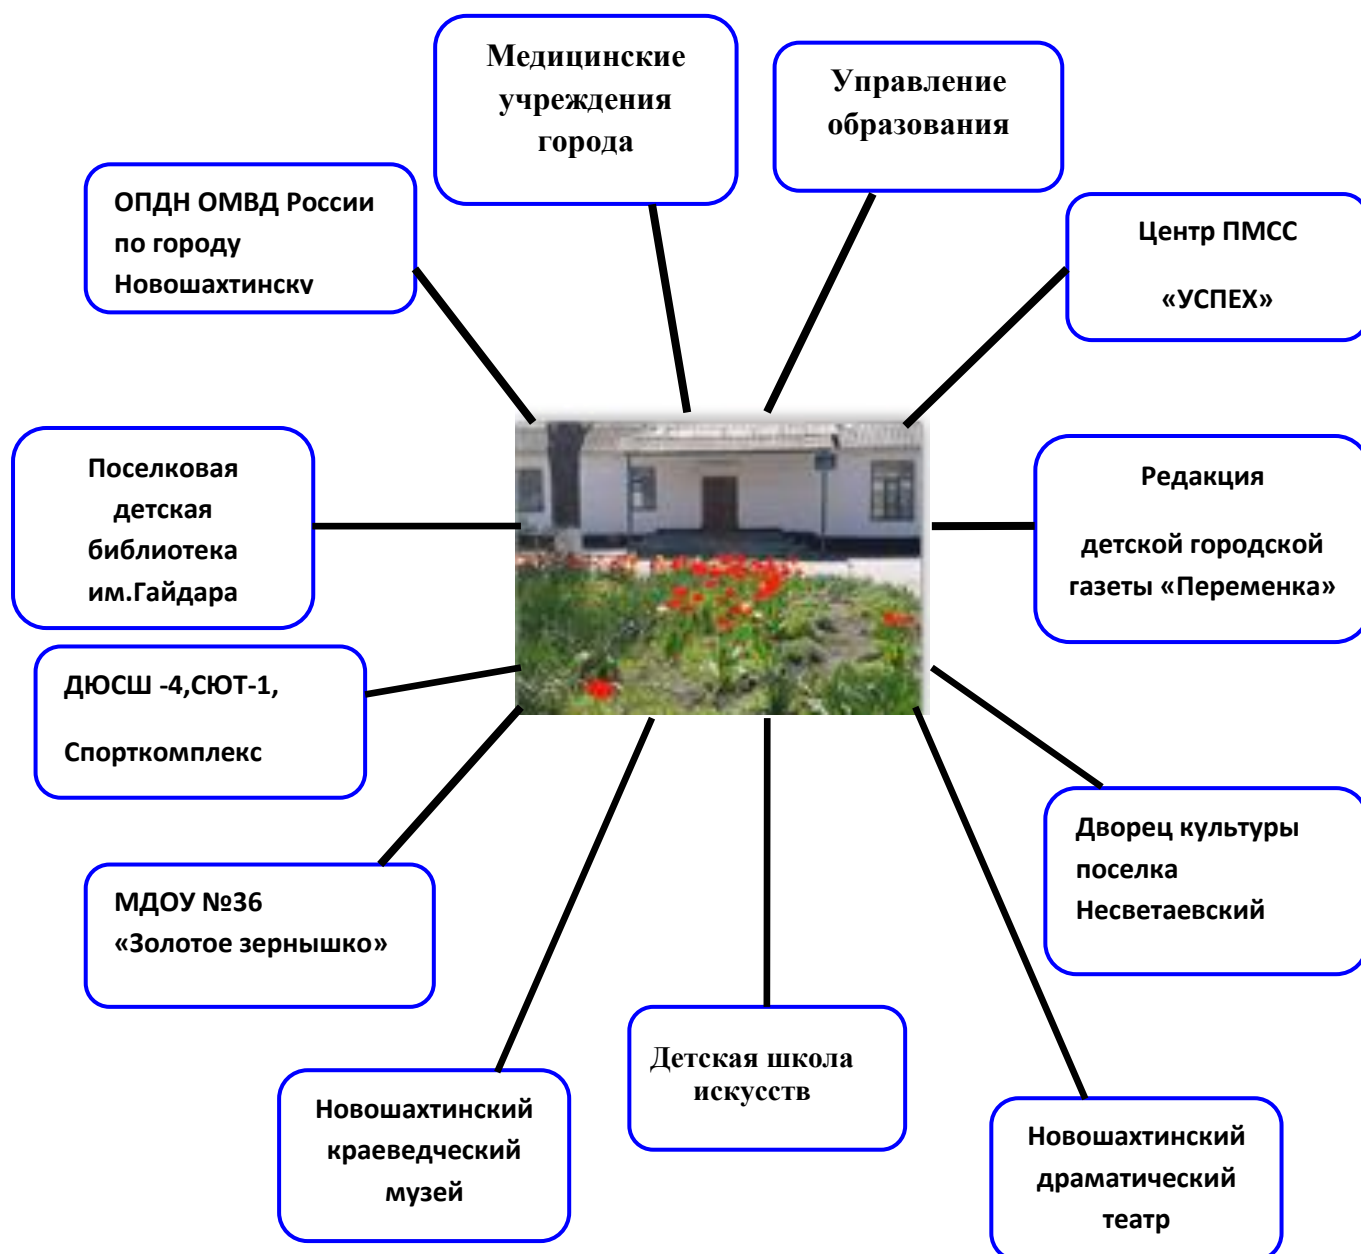 Медицинские
учреждения
города
Управление
образования
ОПДН ОМВД России
по городу
Новошахтинску
Центр ПМСС
«УСПЕХ»
Поселковая
детская
библиотека
им.Гайдара
Редакция
детской городской
газеты «Переменка»
ДЮСШ -4,СЮТ-1,
Спорткомплекс
Дворец культуры
поселка
Несветаевский
МДОУ №36
«Золотое зернышко»
Детская школа
искусств
Новошахтинский
краеведческий
музей
Новошахтинский
драматический
театр